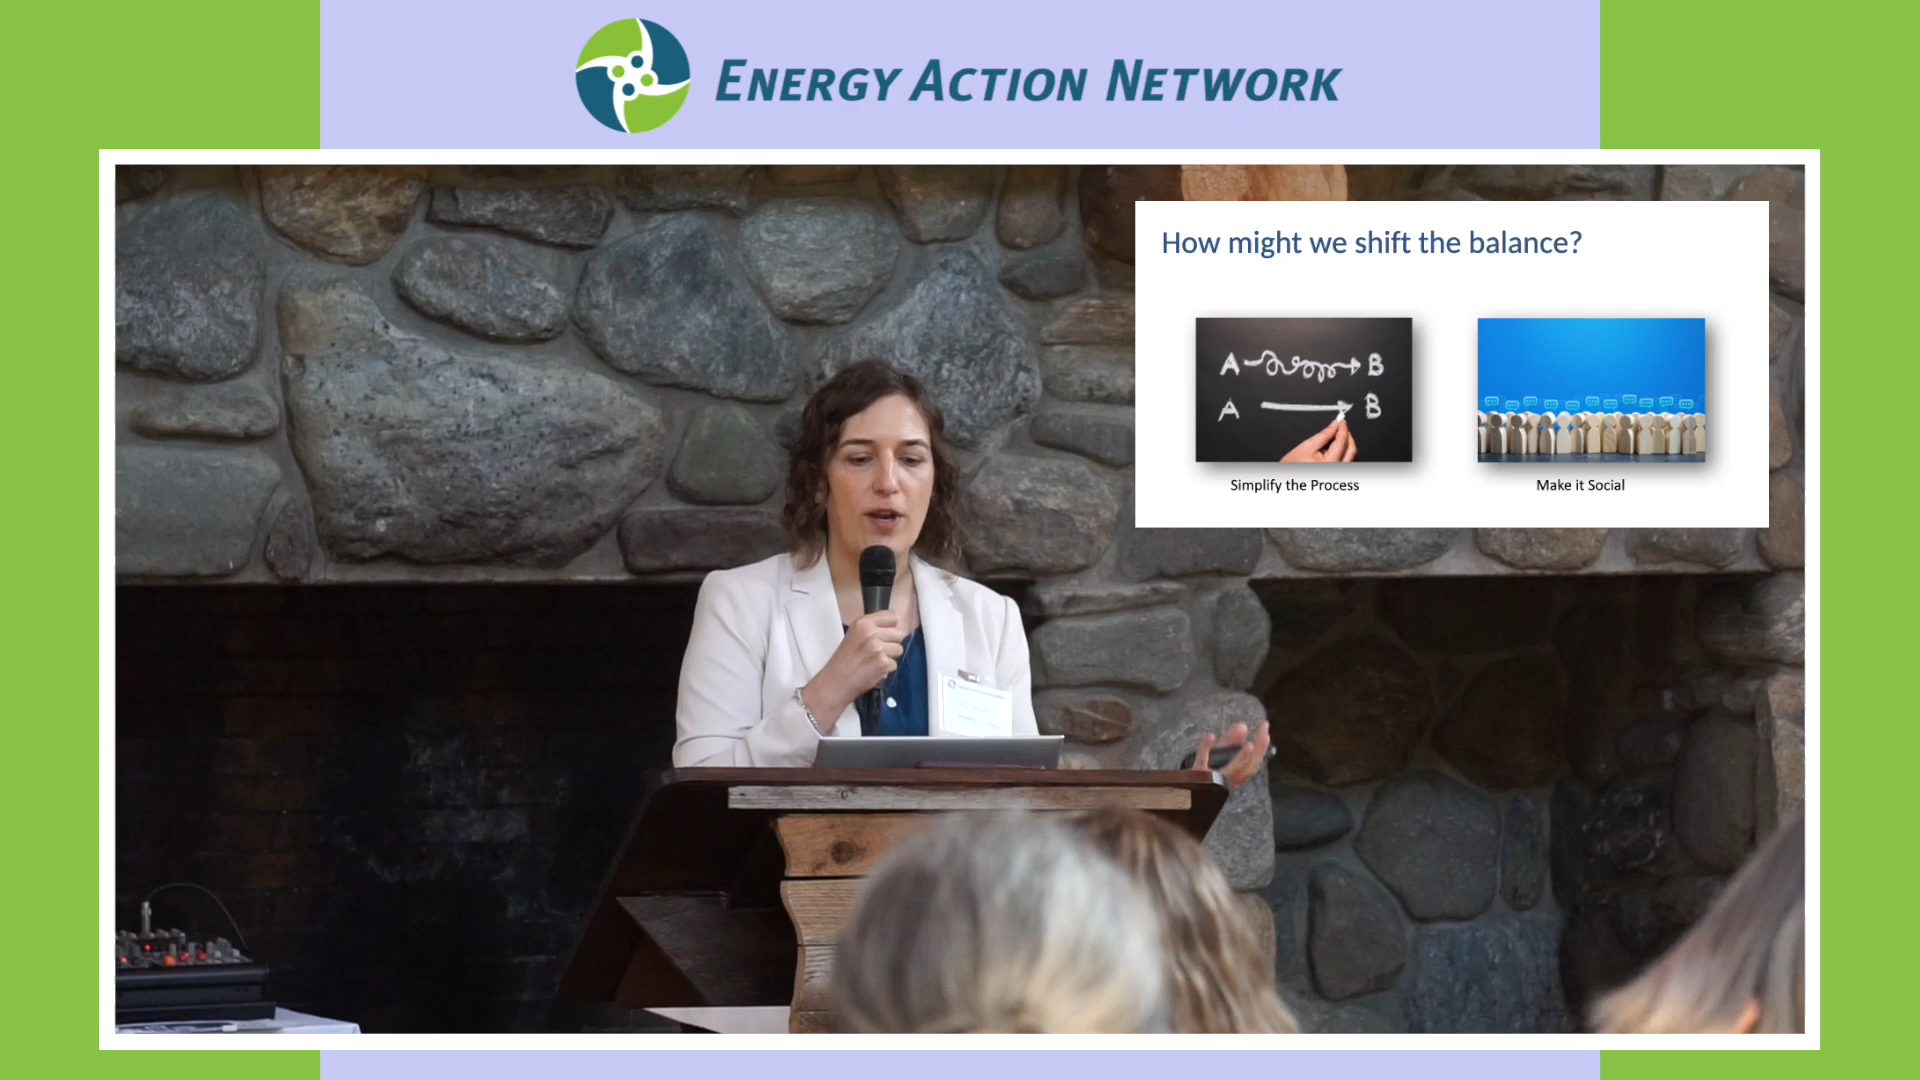 ENERGY ACTION NETWORK
How might we shift the balance?
A B
A B
Simplify the Process
Make it Social